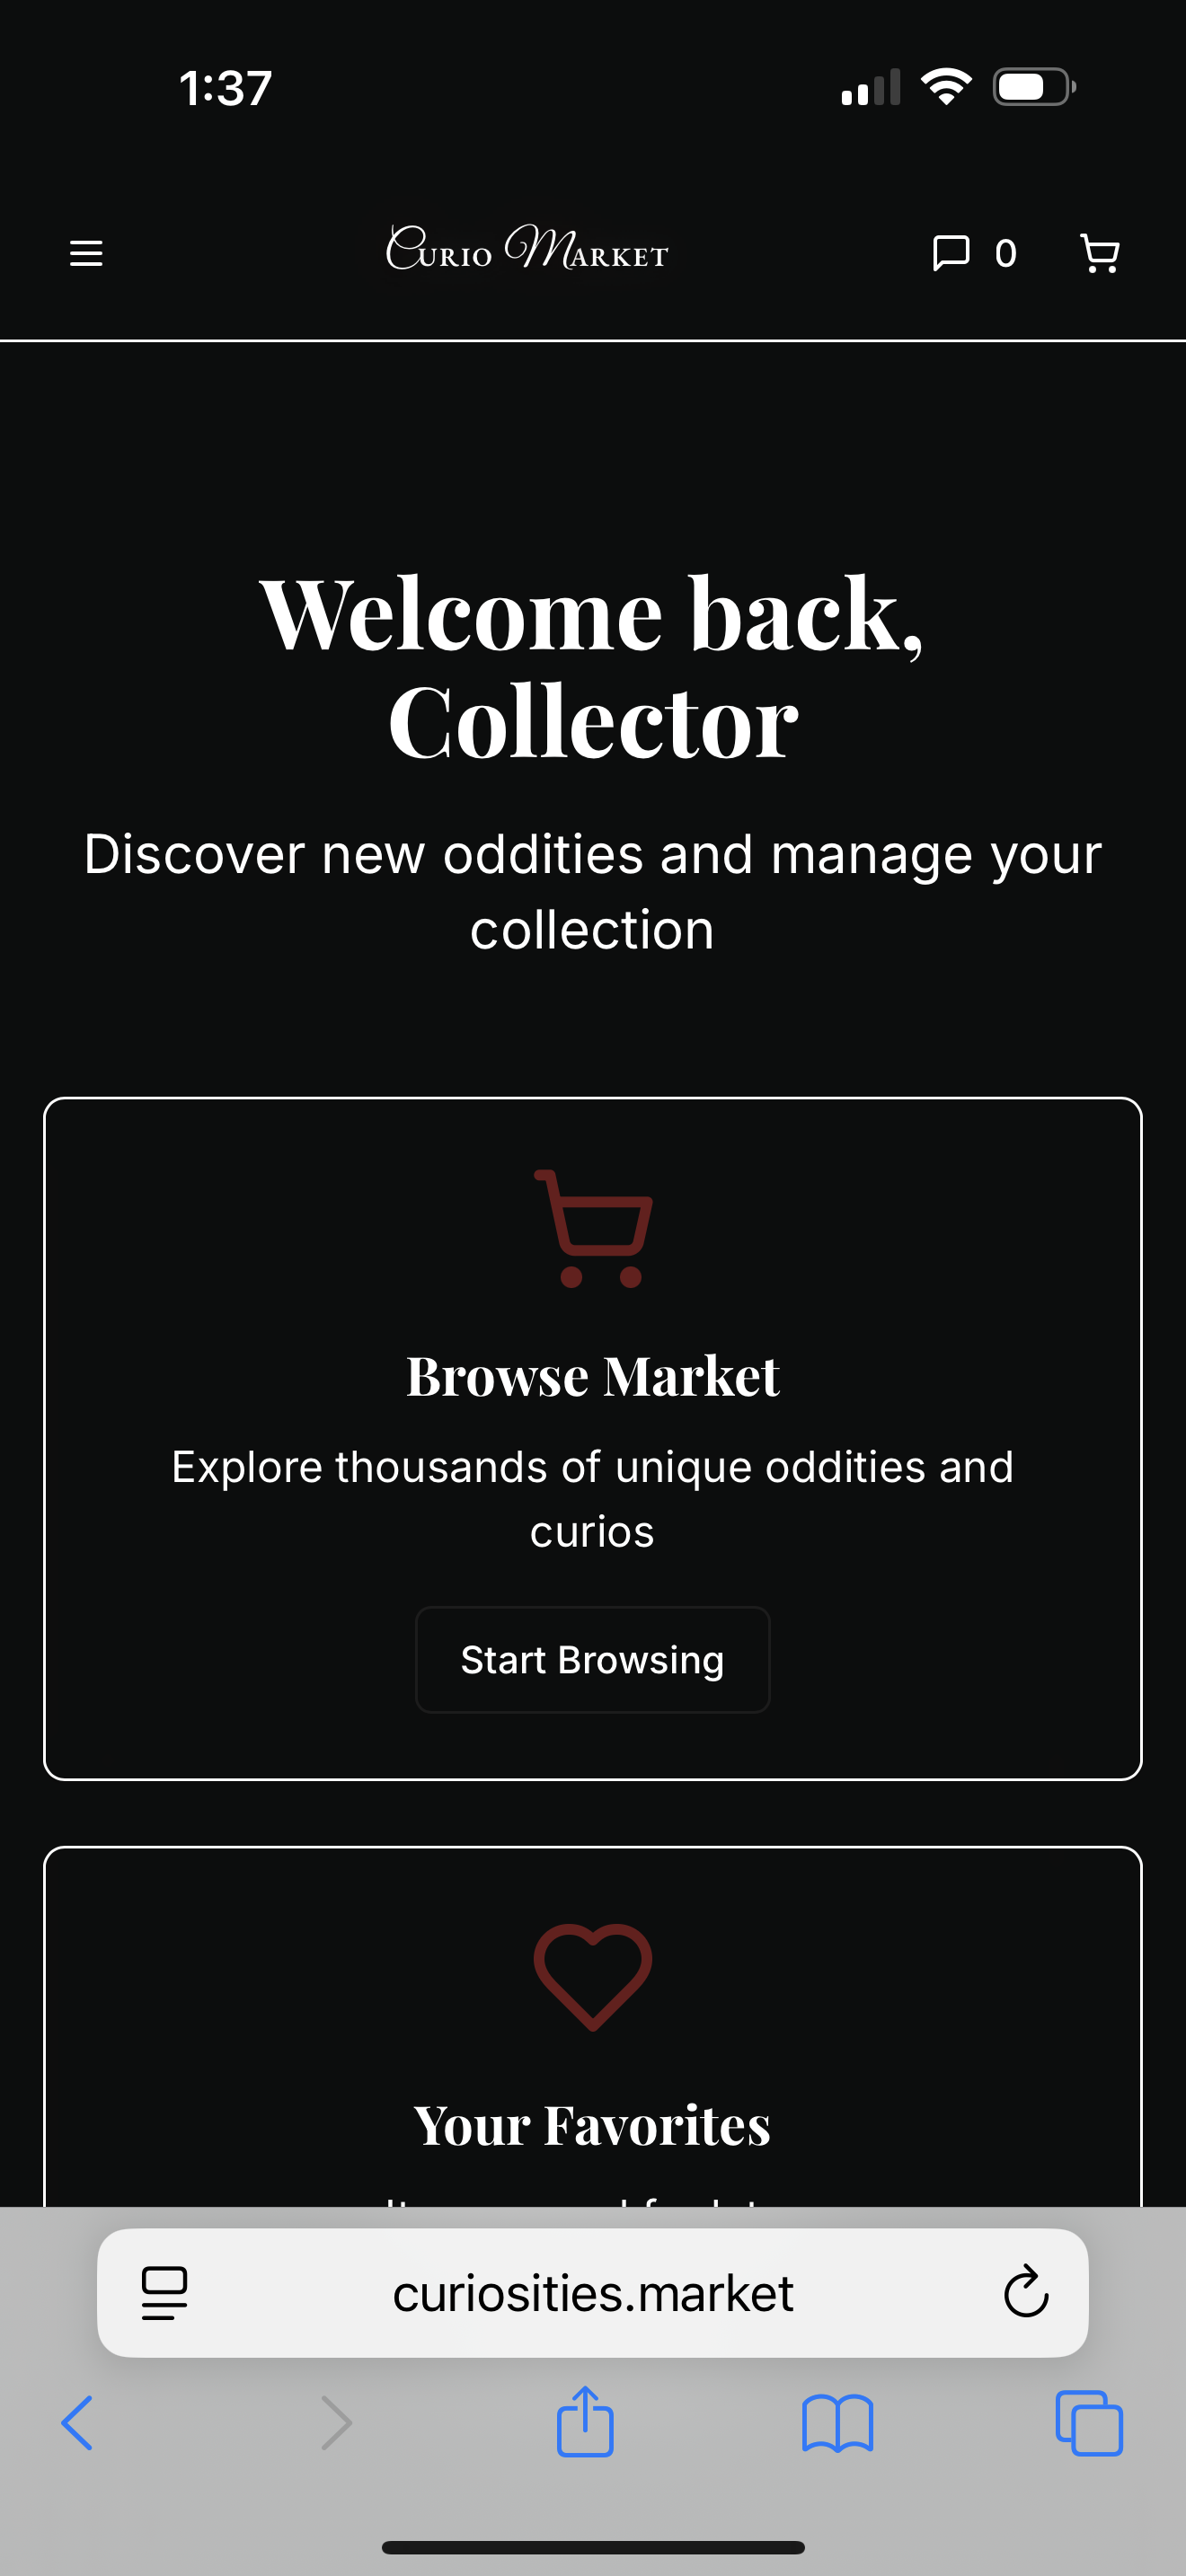 1:37
Curio Market
0
Welcome back,
Collector
Discover new oddities and manage your
collection
Browse Market
Explore thousands of unique oddities and
curios
Start Browsing
Your Favorites
curiosities.market